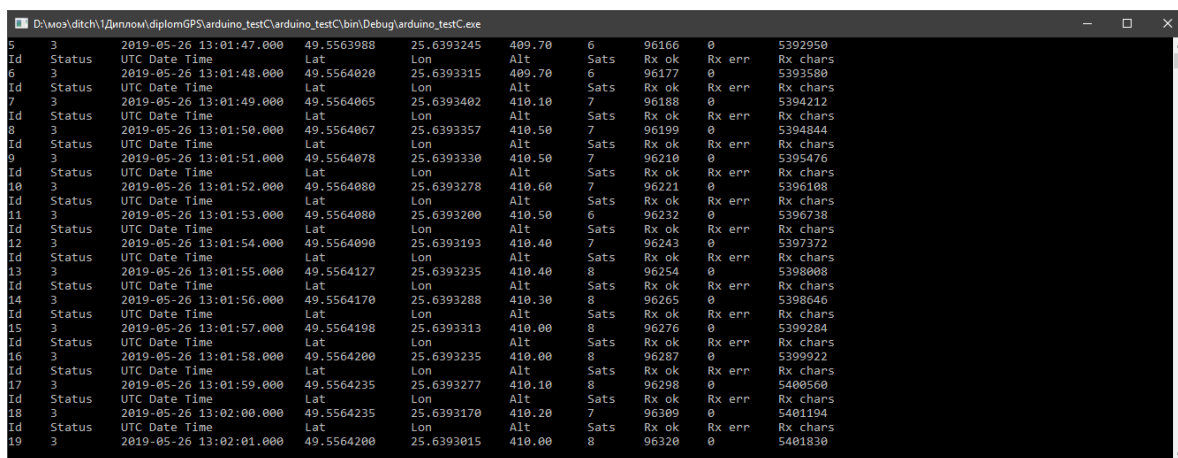 D:\моэ\ditch\1Диплом\diplomGPS\arduino_testC\arduino_testC\bin\Debug\arduino_testC.exe
5 3 2019-05-26 13:01:47.000 49.5563988 25.6393245 409.70 6 96166 0 5392950
Id Status UTC Date Time Lat Lon Alt Sats Rx ok Rx err Rx chars
6 3 2019-05-26 13:01:48.000 49.5564020 25.6393315 409.70 6 96177 0 5393580
Id Status UTC Date Time Lat Lon Alt Sats Rx ok Rx err Rx chars
7 3 2019-05-26 13:01:49.000 49.5564065 25.6393402 410.10 7 96188 0 5394212
Id Status UTC Date Time Lat Lon Alt Sats Rx ok Rx err Rx chars
8 3 2019-05-26 13:01:50.000 49.5564067 25.6393357 410.50 7 96199 0 5394844
Id Status UTC Date Time Lat Lon Alt Sats Rx ok Rx err Rx chars
9 3 2019-05-26 13:01:51.000 49.5564078 25.6393330 410.50 7 96210 0 5395476
Id Status UTC Date Time Lat Lon Alt Sats Rx ok Rx err Rx chars
10 3 2019-05-26 13:01:52.000 49.5564080 25.6393278 410.60 7 96221 0 5396108
Id Status UTC Date Time Lat Lon Alt Sats Rx ok Rx err Rx chars
11 3 2019-05-26 13:01:53.000 49.5564080 25.6393200 410.50 6 96232 0 5396738
Id Status UTC Date Time Lat Lon Alt Sats Rx ok Rx err Rx chars
12 3 2019-05-26 13:01:54.000 49.5564090 25.6393193 410.40 7 96243 0 5397372
Id Status UTC Date Time Lat Lon Alt Sats Rx ok Rx err Rx chars
13 3 2019-05-26 13:01:55.000 49.5564127 25.6393235 410.40 8 96254 0 5398008
Id Status UTC Date Time Lat Lon Alt Sats Rx ok Rx err Rx chars
14 3 2019-05-26 13:01:56.000 49.5564170 25.6393288 410.30 8 96265 0 5398646
Id Status UTC Date Time Lat Lon Alt Sats Rx ok Rx err Rx chars
15 3 2019-05-26 13:01:57.000 49.5564198 25.6393313 410.00 8 96276 0 5399284
Id Status UTC Date Time Lat Lon Alt Sats Rx ok Rx err Rx chars
16 3 2019-05-26 13:01:58.000 49.5564200 25.6393235 410.00 8 96287 0 5399922
Id Status UTC Date Time Lat Lon Alt Sats Rx ok Rx err Rx chars
17 3 2019-05-26 13:01:59.000 49.5564235 25.6393277 410.10 8 96298 0 5400560
Id Status UTC Date Time Lat Lon Alt Sats Rx ok Rx err Rx chars
18 3 2019-05-26 13:02:00.000 49.5564235 25.6393170 410.20 7 96309 0 5401194
Id Status UTC Date Time Lat Lon Alt Sats Rx ok Rx err Rx chars
19 3 2019-05-26 13:02:01.000 49.5564200 25.6393015 410.00 8 96320 0 5401830